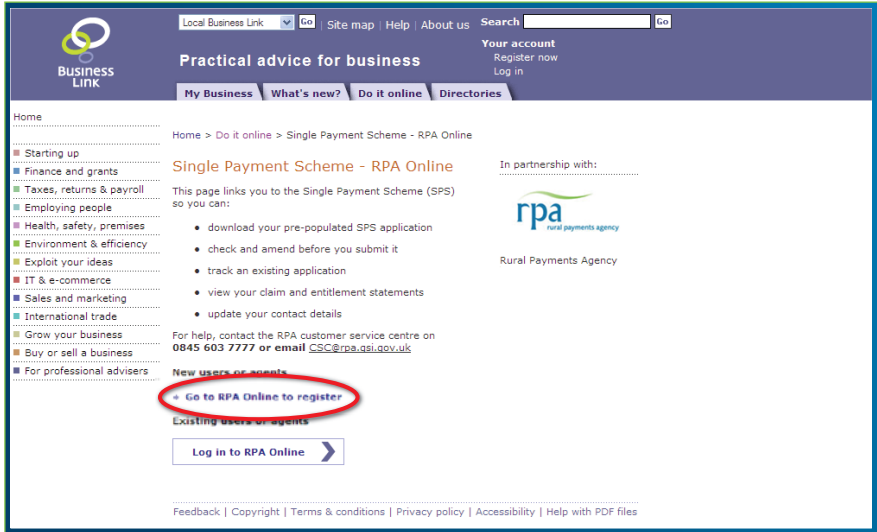 Local Business Link Go | Site map | Help | About us Search Go
Your account
Register now
Log in
Business
Link
Practical advice for business
My Business What's new? Do it online Directories
Home
Starting up
Finance and grants
Taxes, returns & payroll
Employing people
Health, safety, premises
Environment & efficiency
Exploit your ideas
IT & e-commerce
Sales and marketing
International trade
Grow your business
Buy or sell a business
For professional advisers
Home > Do it online > Single Payment Scheme - RPA Online
Single Payment Scheme - RPA Online
This page links you to the Single Payment Scheme (SPS)
so you can:
• download your pre-populated SPS application
• check and amend before you submit it
• track an existing application
• view your claim and entitlement statements
• update your contact details
For help, contact the RPA customer service centre on
0845 603 7777 or email CSC@rpa.gsi.gov.uk
New users or agents
Go to RPA Online to register
Existing users or agents
Log in to RPA Online
In partnership with:
rpa
rural payments agency
Rural Payments Agency
Feedback | Copyright | Terms & conditions | Privacy policy | Accessibility | Help with PDF files